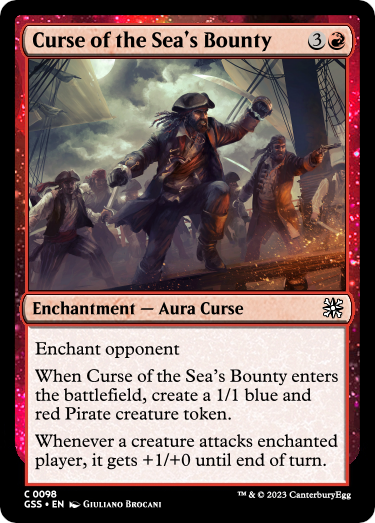 Curse of the Sea's Bounty 3
Enchantment — Aura Curse
Enchant opponent
When Curse of the Sea's Bounty enters
the battlefield, create a 1/1 blue and
red Pirate creature token.
Whenever a creature attacks enchanted
player, it gets +1/+0 until end of turn.
C 0098
GSS • EN Giuliano Brocani
™ & © 2023 CanterburyEgg